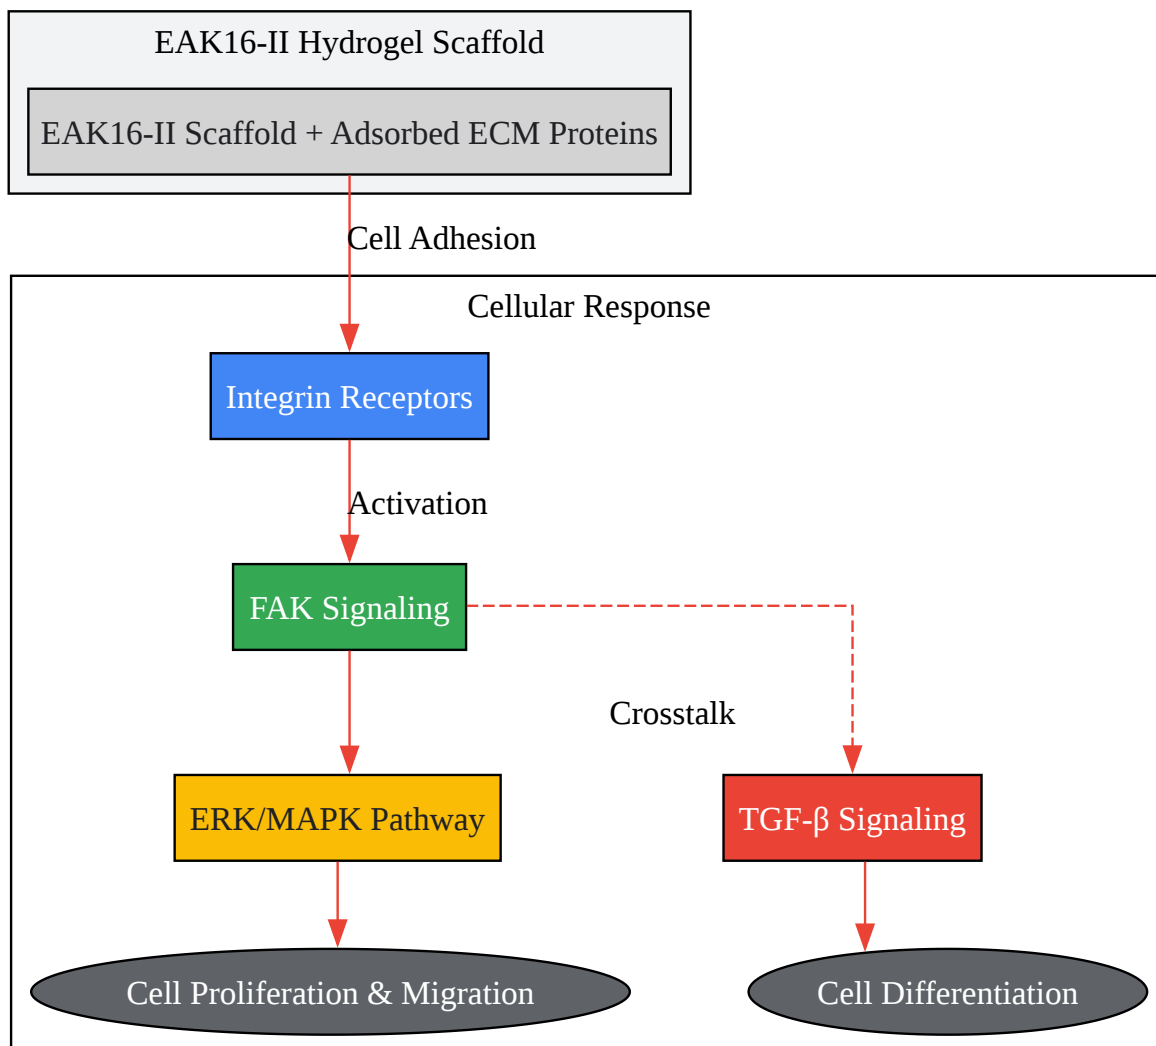 EAK16-II Hydrogel Scaffold
EAK16-II Scaffold + Adsorbed ECM Proteins
Cell Adhesion
Cellular Response
Integrin Receptors
Activation
FAK Signaling
Crosstalk
ERK/MAPK Pathway
TGF-β Signaling
Cell Proliferation & Migration
Cell Differentiation